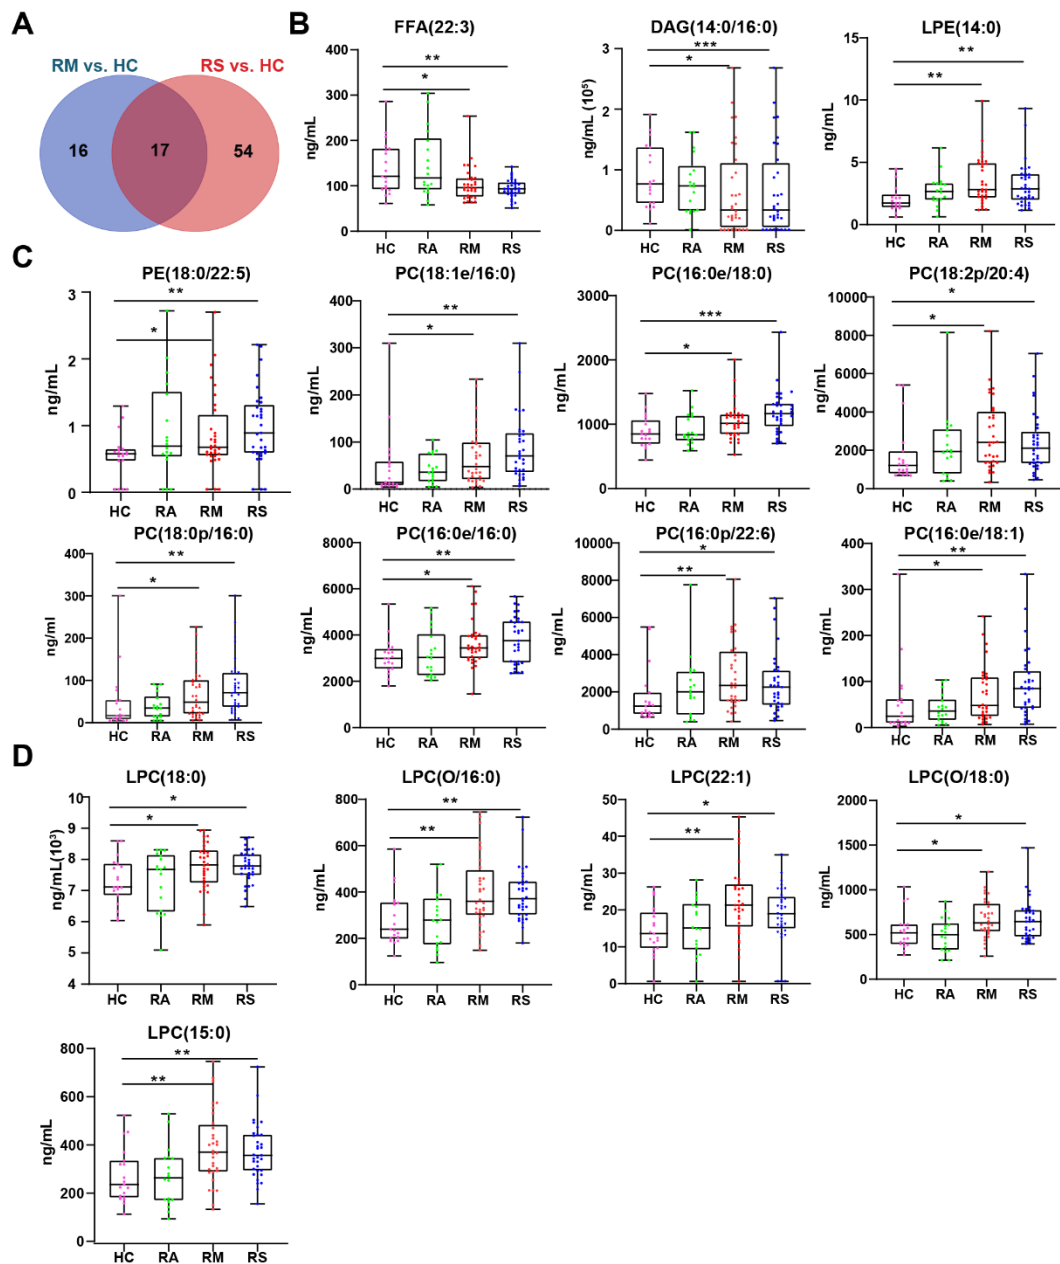 A
RM vs. HC
RS vs. HC
16
17
54
B
FFA(22:3)
ng/mL
400
300
200
100
0
**
*
HC RA RM RS
DAG(14:0/16:0)
ng/mL (10⁵)
3
2
1
0
***
*
HC RA RM RS
LPE(14:0)
ng/mL
15
10
5
0
**
**
HC RA RM RS
C
PE(18:0/22:5)
ng/mL
3
2
1
0
**
*
HC RA RM RS
PC(18:1e/16:0)
ng/mL
400
300
200
100
0
**
*
HC RA RM RS
PC(16:0e/18:0)
ng/mL
3000
2000
1000
0
***
*
HC RA RM RS
PC(18:2p/20:4)
ng/mL
10000
8000
6000
4000
2000
0
*
*
HC RA RM RS
PC(18:0p/16:0)
ng/ml
400
300
200
100
0
**
*
HC RA RM RS
PC(16:0e/16:0)
ng/mL
8000
6000
4000
2000
0
**
*
HC RA RM RS
PC(16:0p/22:6)
ng/mL
10000
8000
6000
4000
2000
0
*
**
HC RA RM RS
PC(16:0e/18:1)
ng/mL
400
300
200
100
0
**
*
HC RA RM RS
D
LPC(18:0)
ng/mL(10³)
10
9
8
7
6
5
4
*
*
HC RA RM RS
LPC(O/16:0)
ng/mL
800
600
400
200
0
**
**
HC RA RM RS
LPC(22:1)
ng/mL
50
40
30
20
10
0
*
**
HC RA RM RS
LPC(O/18:0)
ng/mL
2000
1500
1000
500
0
*
*
HC RA RM RS
LPC(15:0)
ng/mL
800
600
400
200
0
**
**
HC RA RM RS